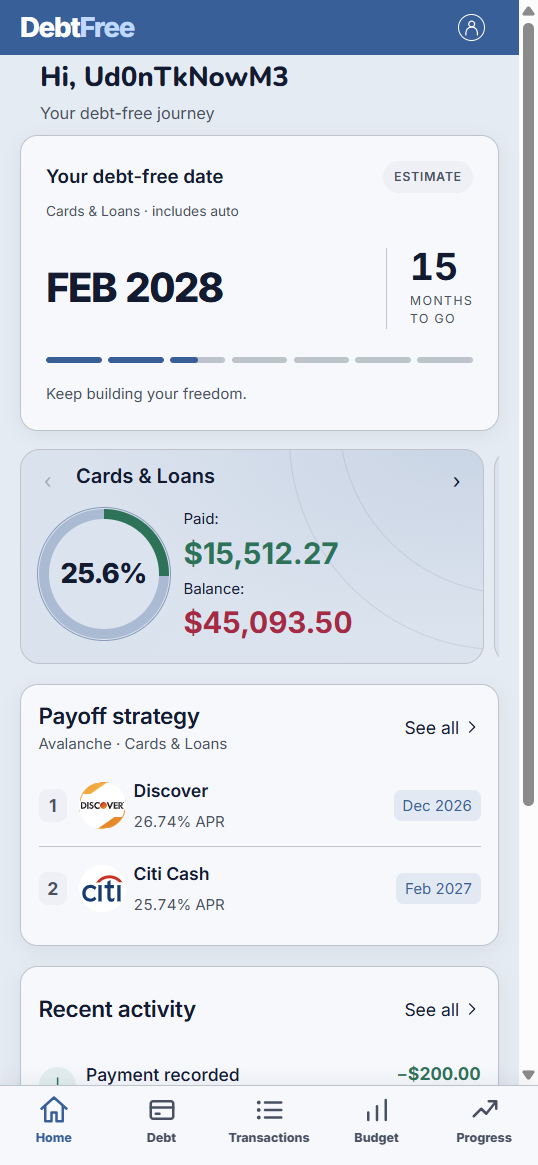 DebtFree
Hi, Ud0nTkNowM3
Your debt-free journey
Your debt-free date
ESTIMATE
Cards & Loans · includes auto
FEB 2028
15
MONTHS
TO GO
Keep building your freedom.
‹ Cards & Loans ›
25.6%
Paid:
$15,512.27
Balance:
$45,093.50
Payoff strategy
See all
Avalanche · Cards & Loans
1
DISCOVER
Discover
26.74% APR
Dec 2026
2
citi
Citi Cash
25.74% APR
Feb 2027
Recent activity
See all
Payment recorded
–$200.00
Home
Debt
Transactions
Budget
Progress